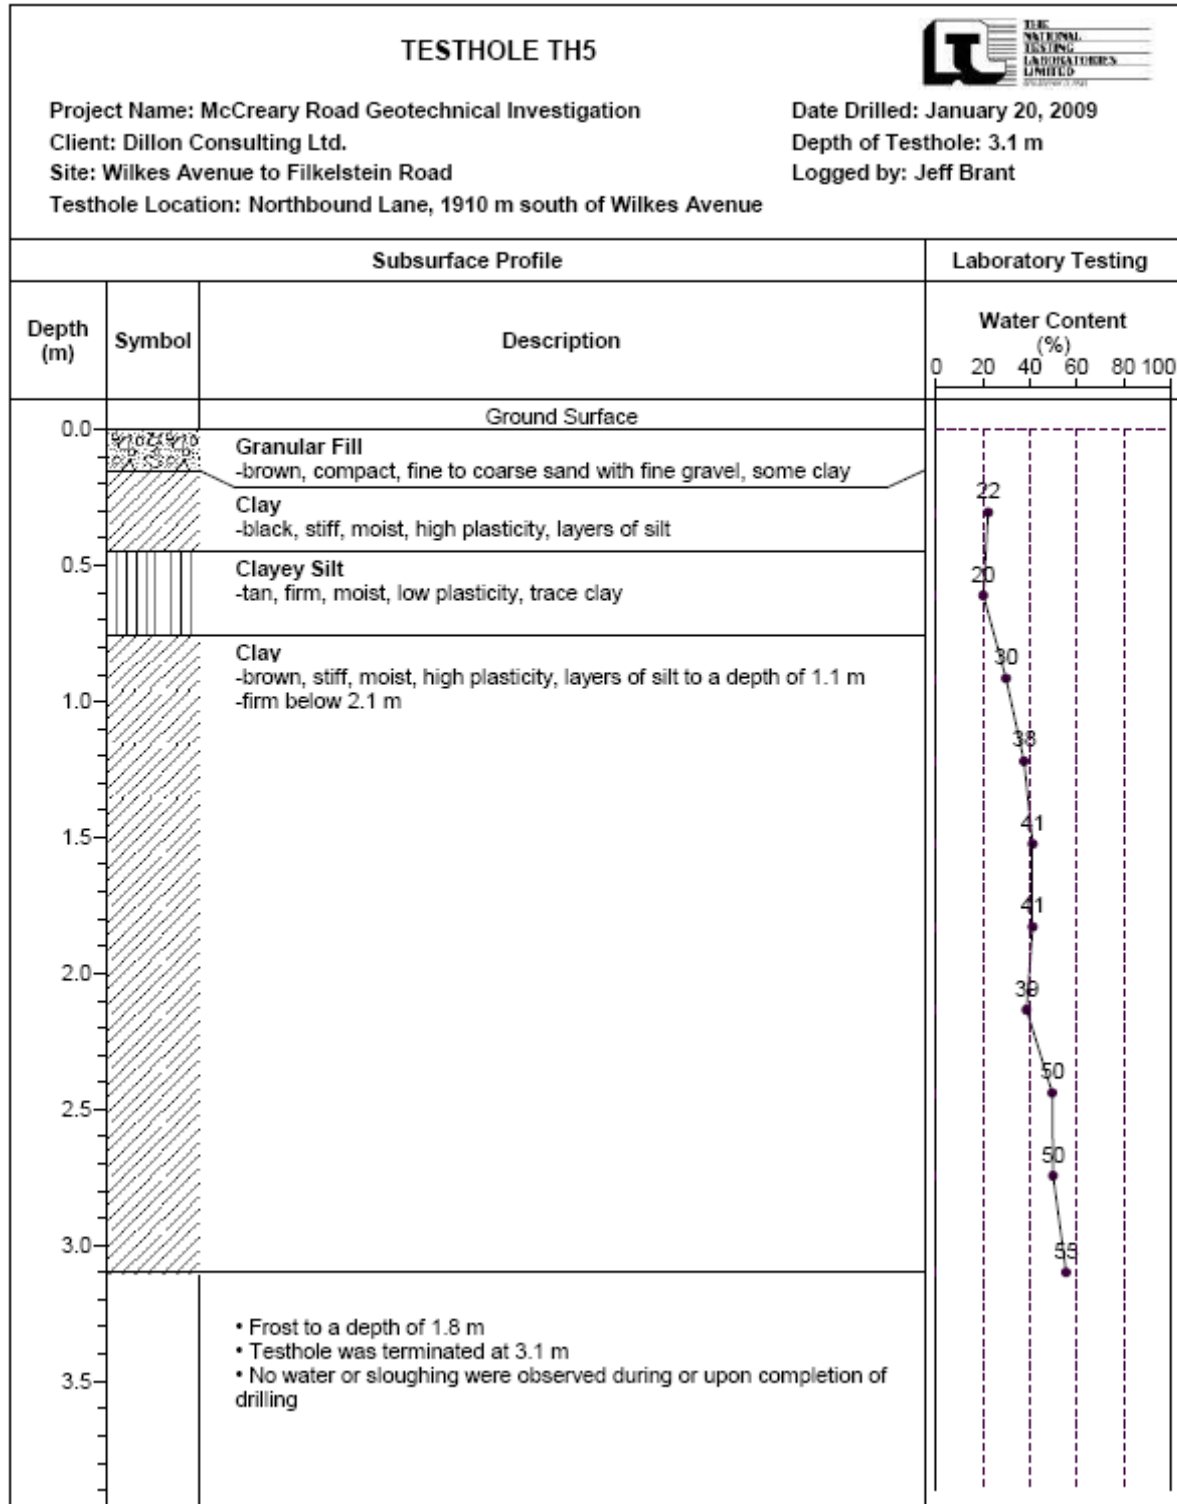 TESTHOLE TH5
THE
NATIONAL
TESTING
LABORATORIES
LIMITED
Project Name: McCreary Road Geotechnical Investigation
Date Drilled: January 20, 2009
Client: Dillon Consulting Ltd.
Depth of Testhole: 3.1 m
Site: Wilkes Avenue to Filkelstein Road
Logged by: Jeff Brant
Testhole Location: Northbound Lane, 1910 m south of Wilkes Avenue
Subsurface Profile
Laboratory Testing
Depth
(m)
Symbol
Description
Water Content
(%)
0 20 40 60 80 100
Ground Surface
0.0
Granular Fill
-brown, compact, fine to coarse sand with fine gravel, some clay
22
Clay
-black, stiff, moist, high plasticity, layers of silt
0.5
Clayey Silt
-tan, firm, moist, low plasticity, trace clay
20
Clay
-brown, stiff, moist, high plasticity, layers of silt to a depth of 1.1 m
-firm below 2.1 m
30
1.0
38
1.5
41
41
2.0
39
50
2.5
50
3.0
55
• Frost to a depth of 1.8 m
• Testhole was terminated at 3.1 m
• No water or sloughing were observed during or upon completion of
drilling
3.5